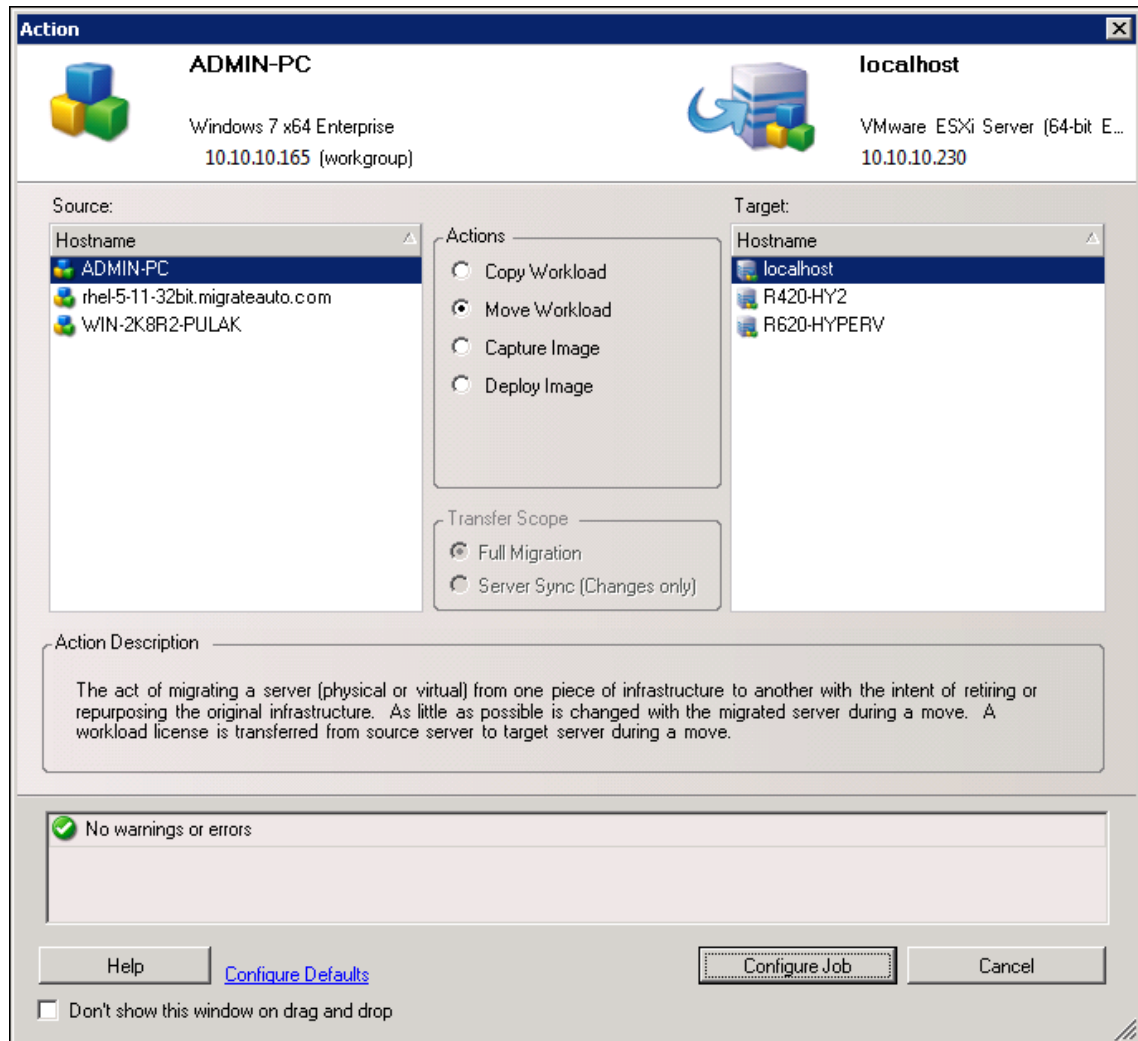 Action
ADMIN-PC
Windows 7 x64 Enterprise
10.10.10.165 (workgroup)
localhost
VMware ESXi Server (64-bit E...
10.10.10.230
Source:
Hostname
ADMIN-PC
rhel-5-11-32bit.migrateauto.com
WIN-2K8R2-PULAK
Actions
Copy Workload
Move Workload
Capture Image
Deploy Image
Transfer Scope
Full Migration
Server Sync (Changes only)
Target:
Hostname
localhost
R420-HY2
R620-HYPERV
Action Description
The act of migrating a server (physical or virtual) from one piece of infrastructure to another with the intent of retiring or
repurposing the original infrastructure. As little as possible is changed with the migrated server during a move. A
workload license is transferred from source server to target server during a move.
No warnings or errors
Help
Configure Defaults
Configure Job
Cancel
Don't show this window on drag and drop